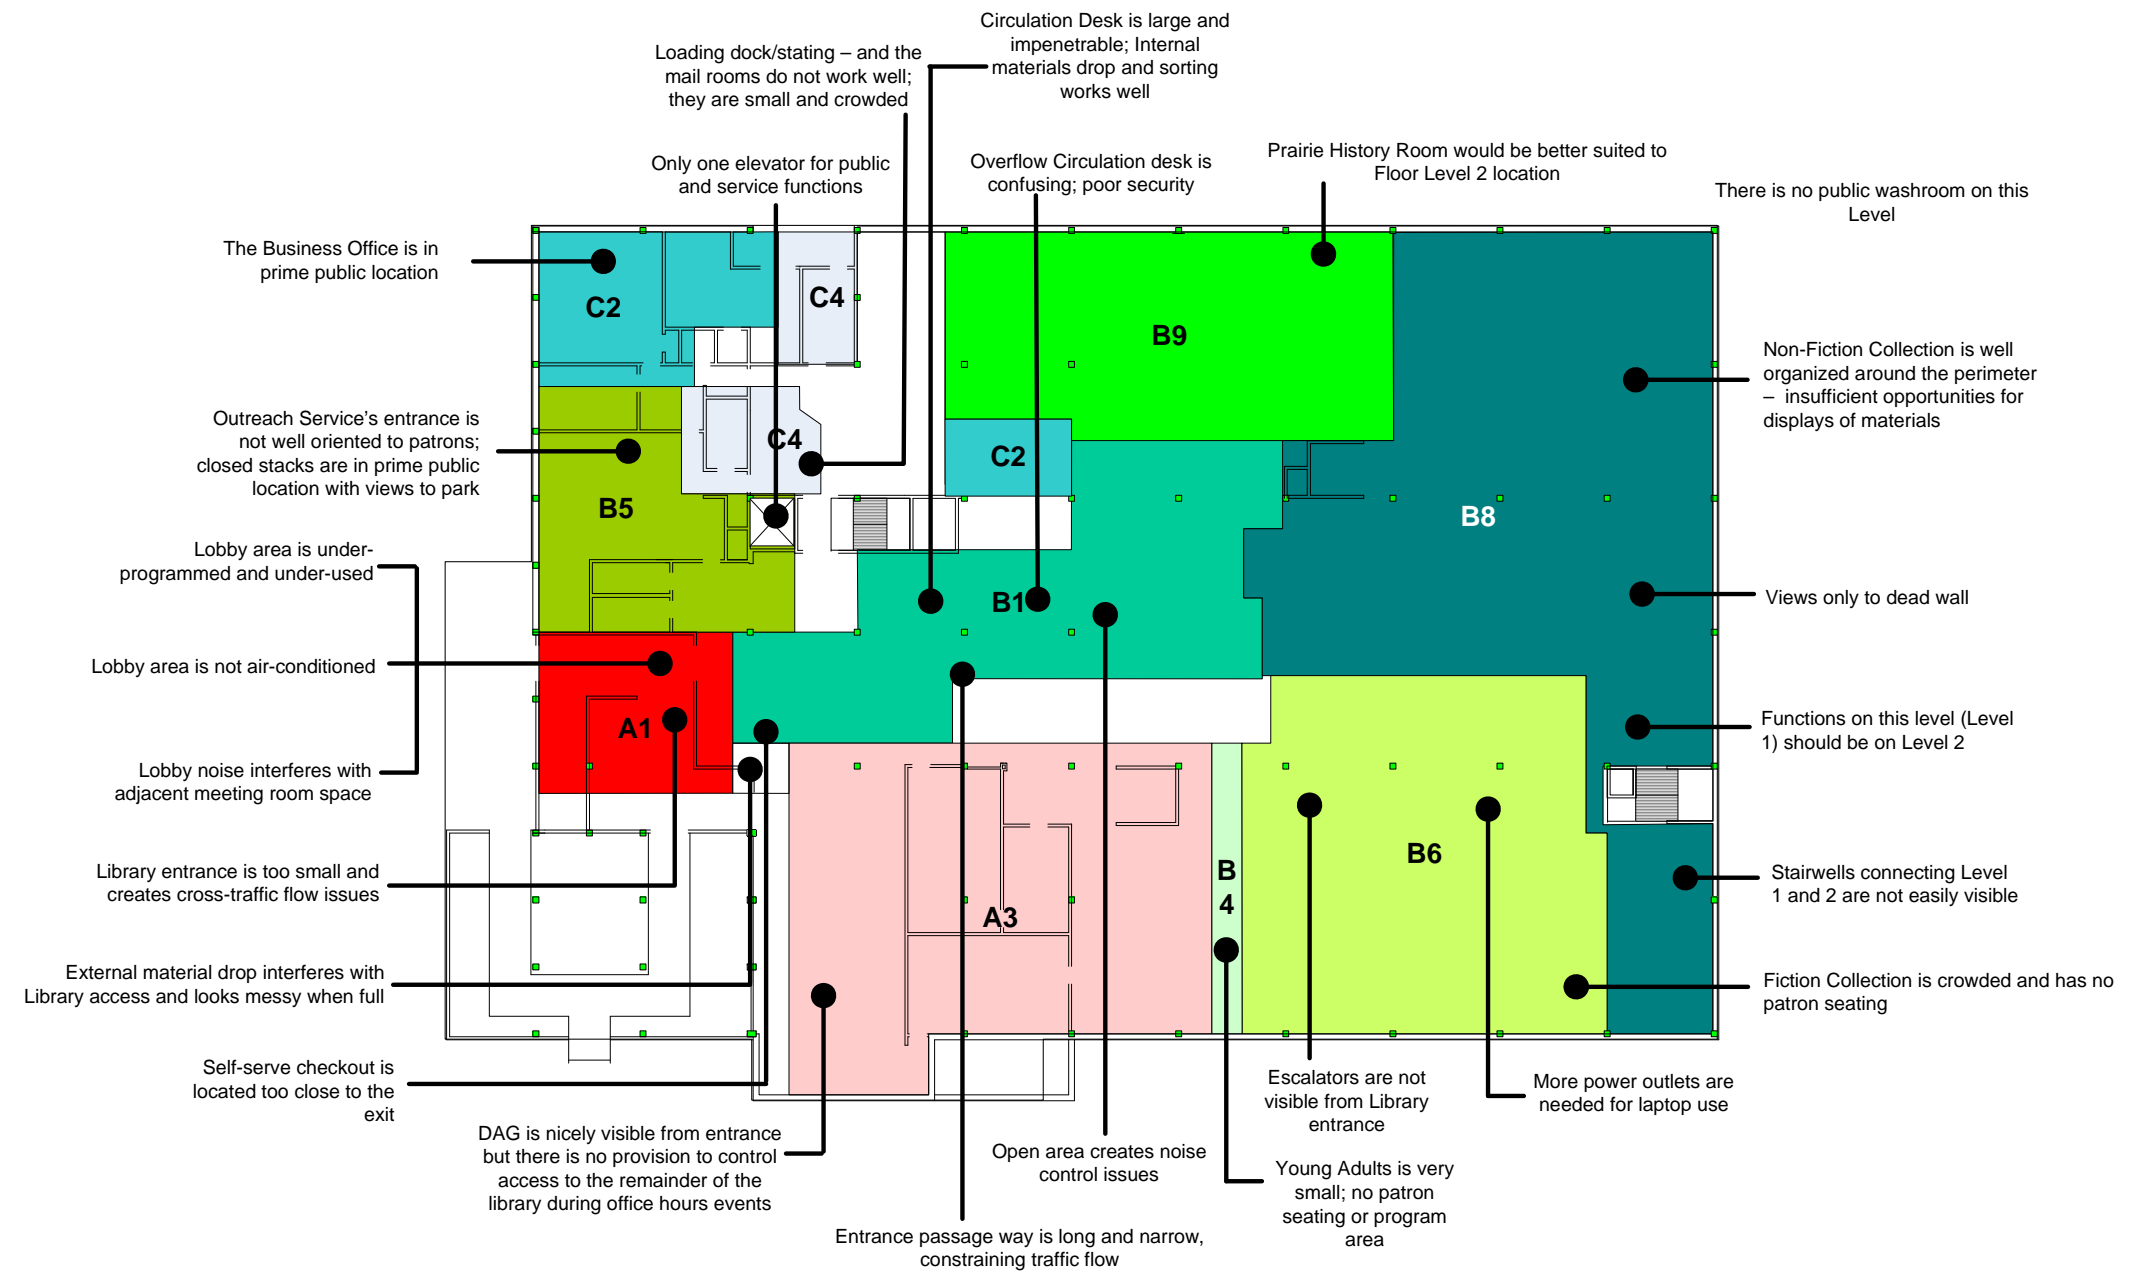 Circulation Desk is large and
impenetrable; Internal
materials drop and sorting
works well
Loading dock/stating – and the
mail rooms do not work well;
they are small and crowded
Only one elevator for public
and service functions
Overflow Circulation desk is
confusing; poor security
Prairie History Room would be better suited to
Floor Level 2 location
There is no public washroom on this
Level
The Business Office is in
prime public location
C2
C4
B9
Non-Fiction Collection is well
organized around the perimeter
– insufficient opportunities for
displays of materials
Outreach Service's entrance is
not well oriented to patrons;
closed stacks are in prime public
location with views to park
C4
C2
B5
B8
Lobby area is under-
programmed and under-used
B1
Views only to dead wall
Lobby area is not air-conditioned
A1
Functions on this level (Level
1) should be on Level 2
Lobby noise interferes with
adjacent meeting room space
Library entrance is too small and
creates cross-traffic flow issues
B
4
B6
A3
Stairwells connecting Level
1 and 2 are not easily visible
External material drop interferes with
Library access and looks messy when full
Fiction Collection is crowded and has no
patron seating
Self-serve checkout is
located too close to the
exit
Escalators are not
visible from Library
entrance
More power outlets are
needed for laptop use
DAG is nicely visible from entrance
but there is no provision to control
access to the remainder of the
library during office hours events
Open area creates noise
control issues
Young Adults is very
small; no patron
seating or program
area
Entrance passage way is long and narrow,
constraining traffic flow